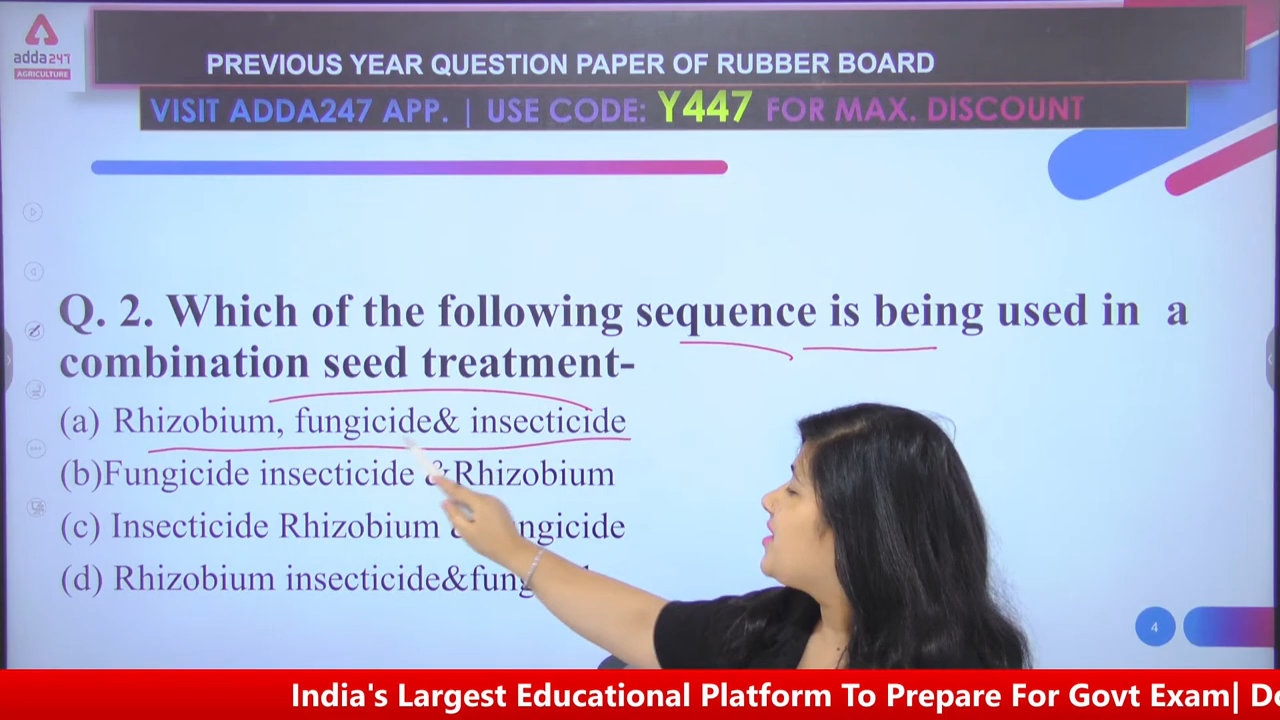 adda247
AGRICULTURE
PREVIOUS YEAR QUESTION PAPER OF RUBBER BOARD
VISIT ADDA247 APP. | USE CODE: Y447 FOR MAX. DISCOUNT
Q. 2. Which of the following sequence is being used in a
combination seed treatment-
(a) Rhizobium, fungicide& insecticide
(b)Fungicide insecticide &Rhizobium
(c) Insecticide Rhizobium
(d) Rhizobium insecticide&
4
India's Largest Educational Platform To Prepare For Govt Exam|